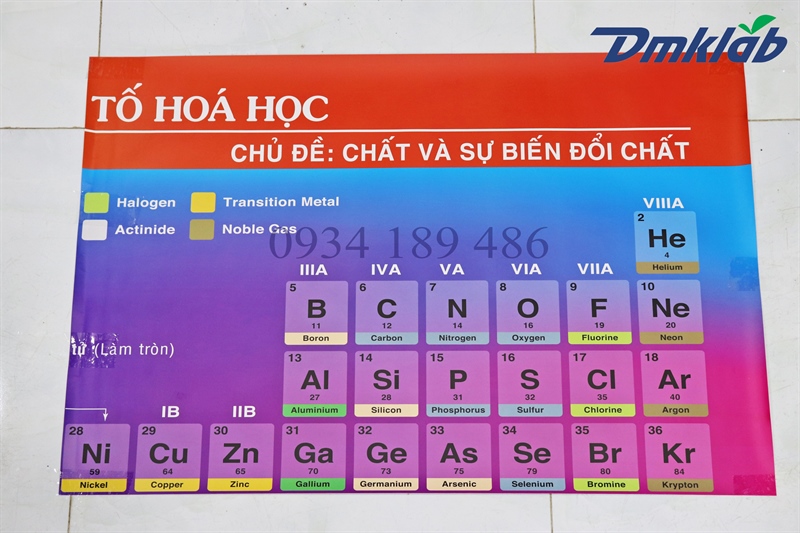 Dmklab
TỐ HOÁ HỌC
CHỦ ĐỀ: CHẤT VÀ SỰ BIẾN ĐỔI CHẤT
Halogen Transition Metal
Actinide Noble Gas
0934 189 486
VIIIA
2
He
4
Helium
IIIA IVA VA VIA VIIA
5 6 7 8 9 10
B C N O F Ne
11 12 14 16 19 20
Boron Carbon Nitrogen Oxygen Fluorine Neon
tử (Làm tròn)
13 14 15 16 17 18
Al Si P S Cl Ar
27 28 31 32 35 40
Aluminium Silicon Phosphorus Sulfur Chlorine Argon
IB IIB
28 29 30 31 32 33 34 35 36
Ni Cu Zn Ga Ge As Se Br Kr
59 64 65 70 73 75 79 80 84
Nickel Copper Zinc Gallium Germanium Arsenic Selenium Bromine Krypton